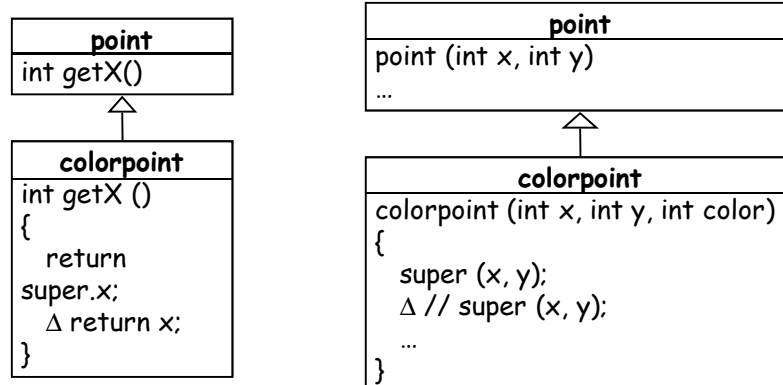 point
int getX()
colorpoint
int getX ()
{
return
super.x;
Δ return x;
}
point
point (int x, int y)
…
colorpoint
colorpoint (int x, int y, int color)
{
super (x, y);
Δ // super (x, y);
…
}